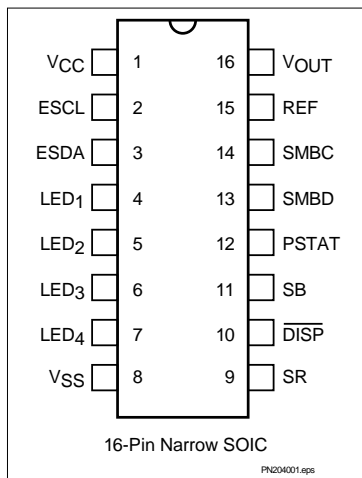 VCC 1 16 VOUT
ESCL 2 15 REF
ESDA 3 14 SMBC
LED1 4 13 SMBD
LED2 5 12 PSTAT
LED3 6 11 SB
LED4 7 10 DISP
VSS 8 9 SR
16-Pin Narrow SOIC
PN204001.eps